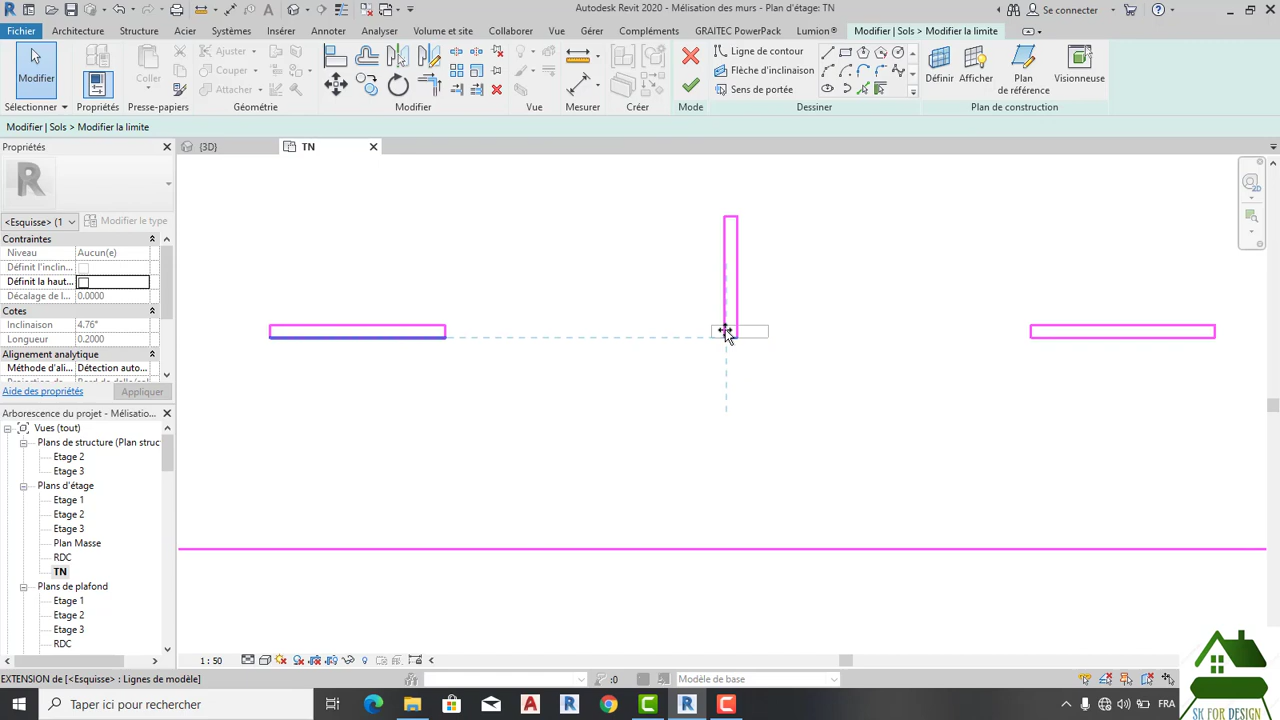 Autodesk Revit 2020 - Mélisation des murs - Plan d'étage: TN
Se connecter
Fichier
Architecture
Structure
Acier
Systèmes
Insérer
Annoter
Analyser
Volume et site
Collaborer
Vue
Gérer
Compléments
GRAITEC PowerPack
Lumion®
Modifier | Sols > Modifier la limite
Modifier
Propriétés
Coller
Ajuster
Couper
Attacher
Ligne de contour
Flèche d'inclinaison
Sens de portée
Définir
Afficher
Plan
de référence
Visionneuse
Sélectionner
Presse-papiers
Géométrie
Modifier
Vue
Mesurer
Créer
Mode
Dessiner
Plan de construction
Modifier | Sols > Modifier la limite
Propriétés
{3D}
TN
R
<Esquisse> (1
Modifier le type
Contraintes
Niveau Aucun(e)
Définit l'inclin...
Définit la haut...
Décalage de l... 0.0000
Cotes
Inclinaison 4.76°
Longueur 0.2000
Alignement analytique
Méthode d'ali... Détection auto...
Aide des propriétés
Appliquer
Arborescence du projet - Mélisatio...
Vues (tout)
Plans de structure (Plan struc
Etage 2
Etage 3
Plans d'étage
Etage 1
Etage 2
Etage 3
Plan Masse
RDC
TN
Plans de plafond
Etage 1
Etage 2
Etage 3
RDC
1 : 50
EXTENSION de [<Esquisse> : Lignes de modèle]
:0
Modèle de base
Taper ici pour rechercher
FRA
SK FOR DESIGN